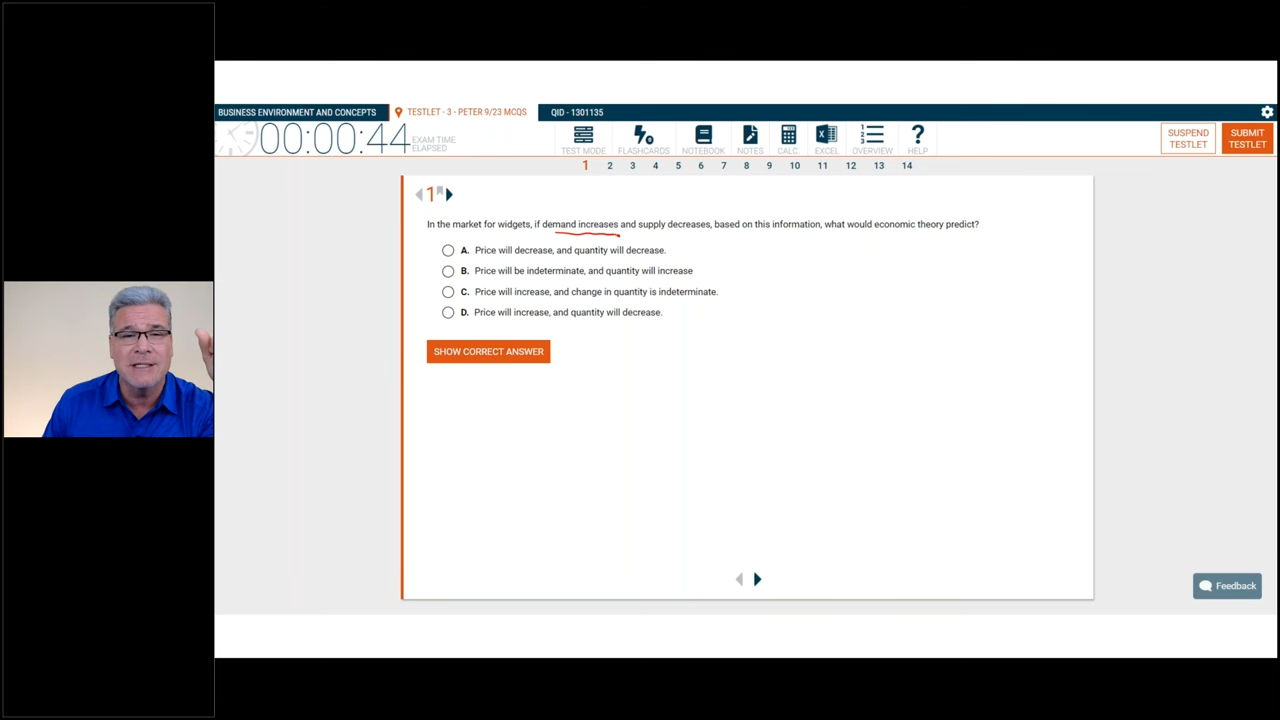 BUSINESS ENVIRONMENT AND CONCEPTS TESTLET - 3 - PETER 9/23 MCQS QID - 1301135
00:00:44 EXAM TIME ELAPSED
TEST MODE FLASHCARDS NOTEBOOK NOTES CALC. EXCEL OVERVIEW HELP
SUSPEND TESTLET
SUBMIT TESTLET
1 2 3 4 5 6 7 8 9 10 11 12 13 14
1
In the market for widgets, if demand increases and supply decreases, based on this information, what would economic theory predict?
A. Price will decrease, and quantity will decrease.
B. Price will be indeterminate, and quantity will increase
C. Price will increase, and change in quantity is indeterminate.
D. Price will increase, and quantity will decrease.
SHOW CORRECT ANSWER
Feedback